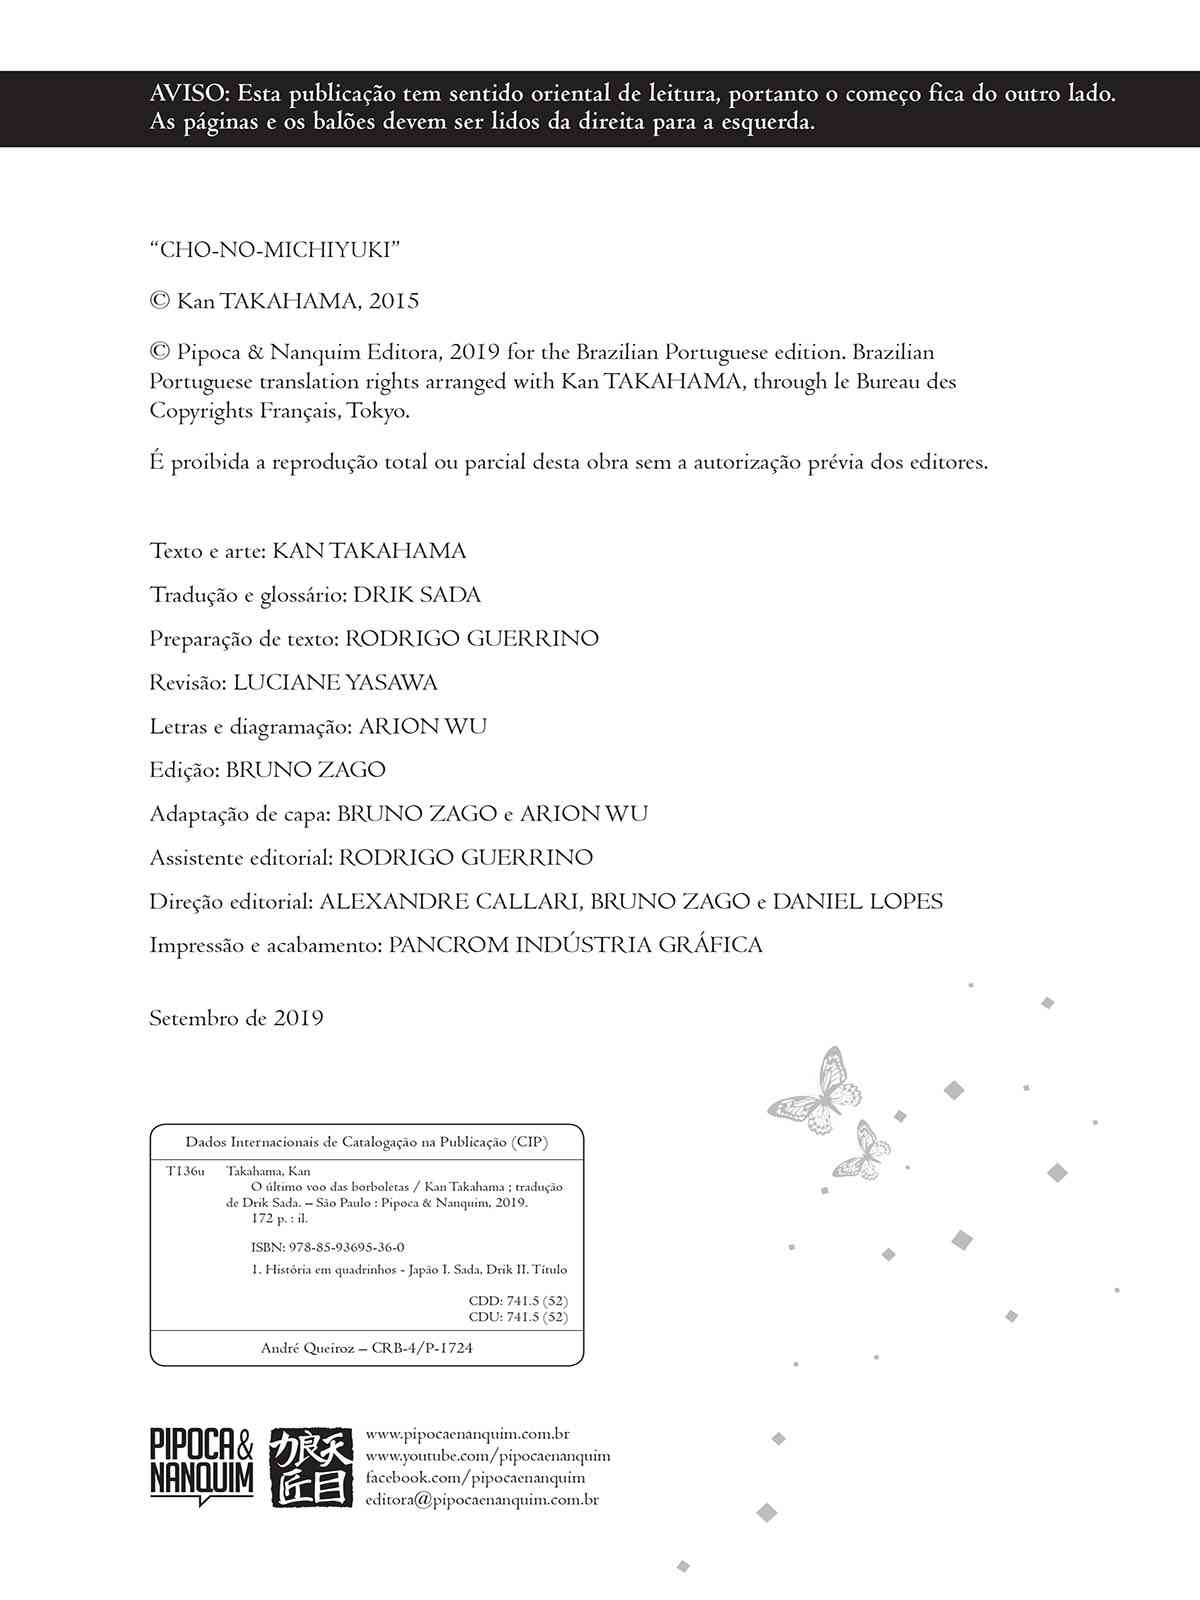 AVISO: Esta publicação tem sentido oriental de leitura, portanto o começo fica do outro lado.
As páginas e os balões devem ser lidos da direita para a esquerda.
“CHO-NO-MICHIYUKI”
© Kan TAKAHAMA, 2015
© Pipoca & Nanquim Editora, 2019 for the Brazilian Portuguese edition. Brazilian
Portuguese translation rights arranged with Kan TAKAHAMA, through le Bureau des
Copyrights Français, Tokyo.
É proibida a reprodução total ou parcial desta obra sem a autorização prévia dos editores.
Texto e arte: KAN TAKAHAMA
Tradução e glossário: DRIK SADA
Preparação de texto: RODRIGO GUERRINO
Revisão: LUCIANE YASAWA
Letras e diagramação: ARION WU
Edição: BRUNO ZAGO
Adaptação de capa: BRUNO ZAGO e ARION WU
Assistente editorial: RODRIGO GUERRINO
Direção editorial: ALEXANDRE CALLARI, BRUNO ZAGO e DANIEL LOPES
Impressão e acabamento: PANCROM INDÚSTRIA GRÁFICA
Setembro de 2019
Dados Internacionais de Catalogação na Publicação (CIP)
T136u Takahama, Kan
O último voo das borboletas / Kan Takahama ; tradução
de Drik Sada. – São Paulo : Pipoca & Nanquim, 2019.
172 p. : il.
ISBN: 978-85-93695-36-0
1. História em quadrinhos - Japão I. Sada, Drik II. Título
CDD: 741.5 (52)
CDU: 741.5 (52)
André Queiroz – CRB-4/P-1724
PIPOCA &
NANQUIM
天目
狼匠
力
www.pipocaenanquim.com.br
www.youtube.com/pipocaenanquim
facebook.com/pipocaenanquim
editora@pipocaenanquim.com.br